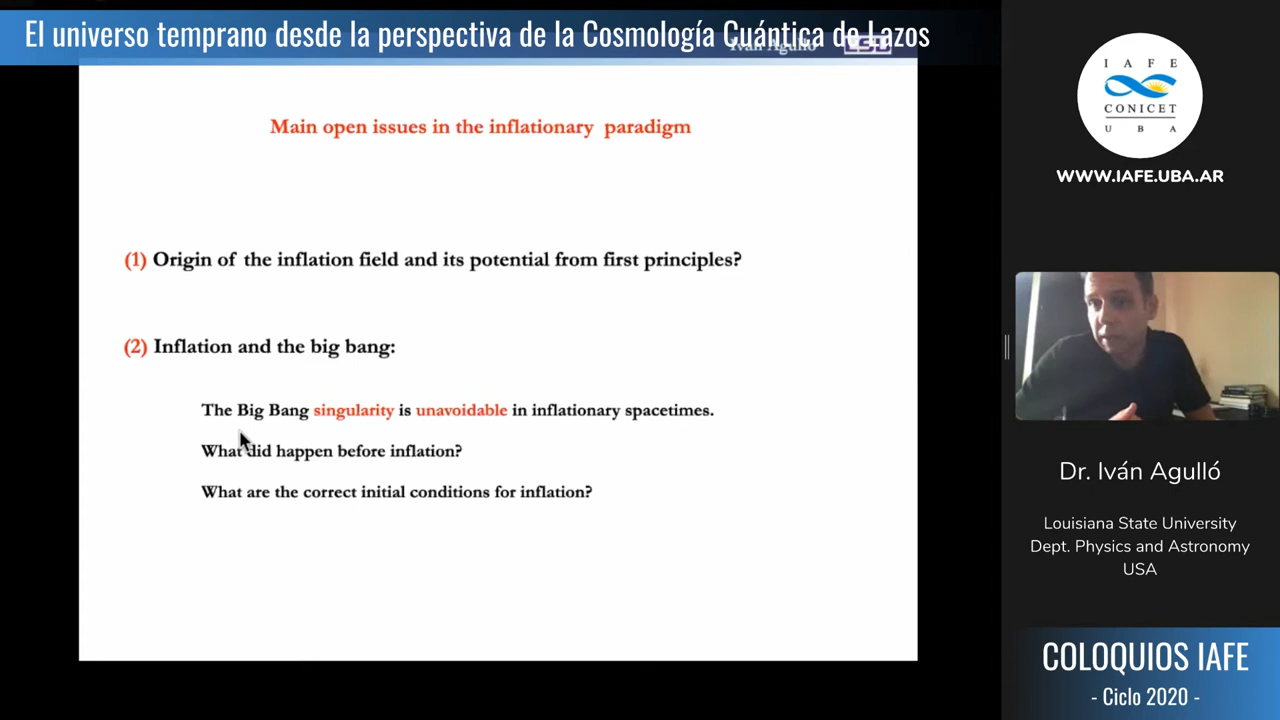 El universo temprano desde la perspectiva de la Cosmología Cuántica de Lazos
Iván Agulló LSU
Main open issues in the inflationary paradigm
(1) Origin of the inflation field and its potential from first principles?
(2) Inflation and the big bang:
The Big Bang singularity is unavoidable in inflationary spacetimes.
What did happen before inflation?
What are the correct initial conditions for inflation?
I A F E
CONICET
U B A
WWW.IAFE.UBA.AR
Dr. Iván Agulló
Louisiana State University
Dept. Physics and Astronomy
USA
COLOQUIOS IAFE
- Ciclo 2020 -